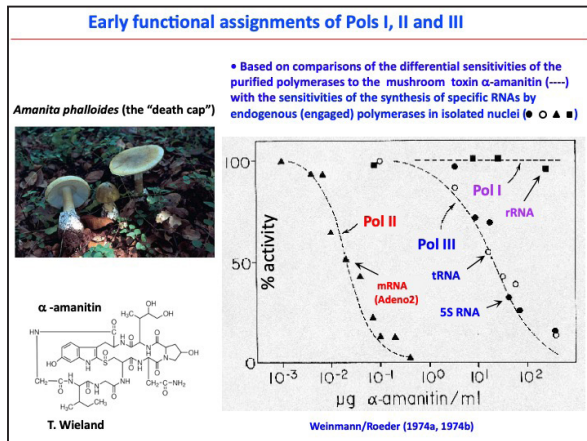 Early functional assignments of Pols I, II and III
• Based on comparisons of the differential sensitivities of the
purified polymerases to the mushroom toxin α-amanitin (----)
with the sensitivities of the synthesis of specific RNAs by
endogenous (engaged) polymerases in isolated nuclei (● ○ ▲ ■)
Amanita phalloides (the “death cap”)
α-amanitin
HO
OH
H
O
N
HN
S
NH₂
H₃C
CH₃
T. Wieland
% activity
100
50
0
Pol I
rRNA
Pol II
Pol III
mRNA
(Adeno2)
tRNA
5S RNA
10⁻³
10⁻²
10⁻¹
10⁰
10¹
10²
µg α-amanitin/ml
Weinmann/Roeder (1974a, 1974b)